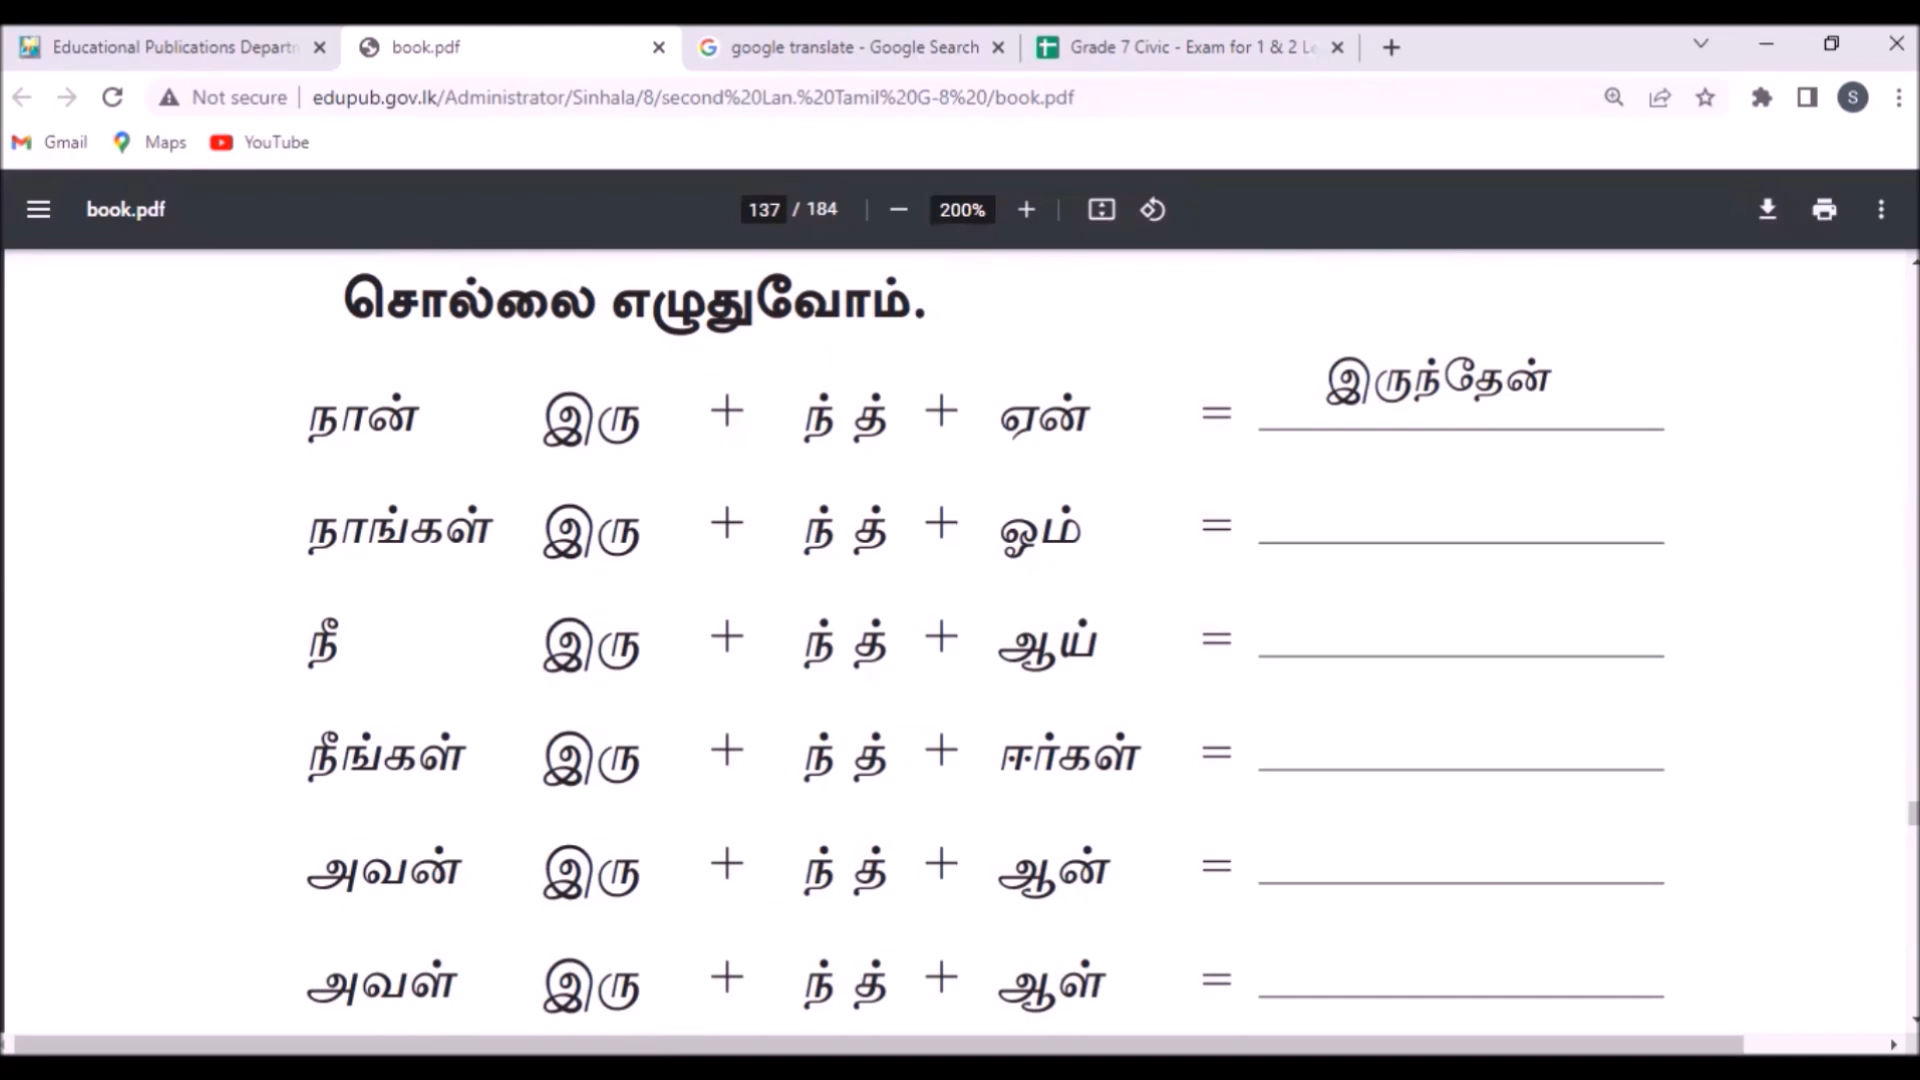 Educational Publications Departn
book.pdf
google translate - Google Search
Grade 7 Civic - Exam for 1 & 2 Le
Not secure
edupub.gov.lk/Administrator/Sinhala/8/second%20Lan.%20Tamil%20G-8%20/book.pdf
S
Gmail
Maps
YouTube
book.pdf
137 / 184
200%
சொல்லை எழுதுவோம்.
நான் இரு + ந் த் + ஏன் = இருந்தேன்
நாங்கள் இரு + ந் த் + ஓம் =
நீ இரு + ந் த் + ஆய் =
நீங்கள் இரு + ந் த் + ஈர்கள் =
அவன் இரு + ந் த் + ஆன் =
அவள் இரு + ந் த் + ஆள் =